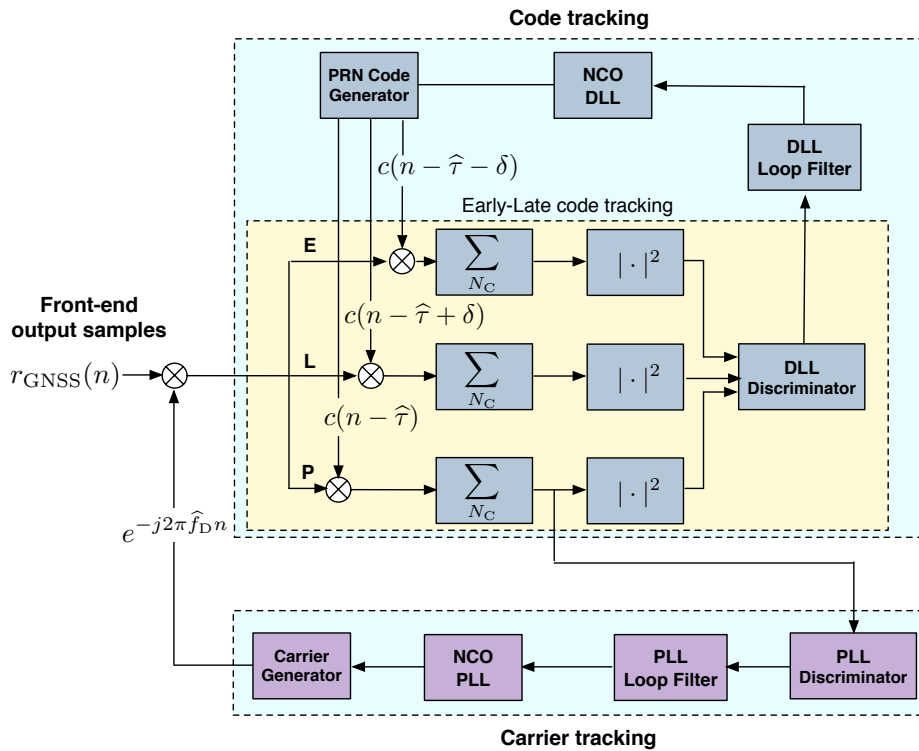 Code tracking
PRN Code
Generator
NCO
DLL
DLL
Loop Filter
c(n − τ̂ − δ)
Early-Late code tracking
E
∑
N_C
| · |²
Front-end
output samples
r_GNSS(n)
c(n − τ̂ + δ)
L
∑
N_C
| · |²
DLL
Discriminator
c(n − τ̂)
P
∑
N_C
| · |²
e^{−j2π f̂_D n}
Carrier
Generator
NCO
PLL
PLL
Loop Filter
PLL
Discriminator
Carrier tracking